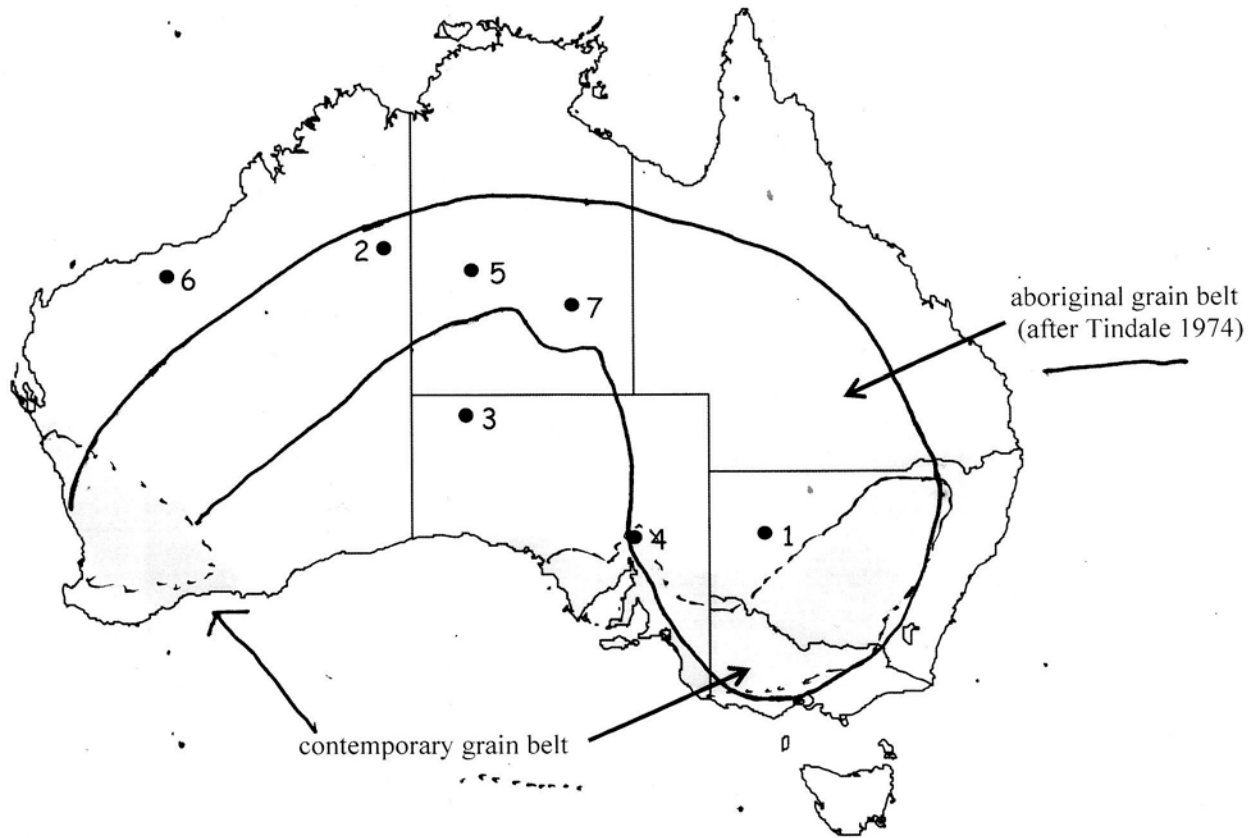 2
5
6
7
aboriginal grain belt
(after Tindale 1974)
3
4
1
contemporary grain belt